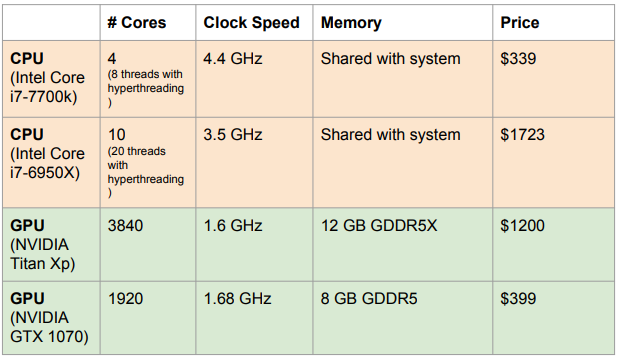 # Cores Clock Speed Memory Price
CPU
(Intel Core
i7-7700k)
4
(8 threads with
hyperthreading
)
4.4 GHz
Shared with system
$339
CPU
(Intel Core
i7-6950X)
10
(20 threads
with
hyperthreading
)
3.5 GHz
Shared with system
$1723
GPU
(NVIDIA
Titan Xp)
3840
1.6 GHz
12 GB GDDR5X
$1200
GPU
(NVIDIA
GTX 1070)
1920
1.68 GHz
8 GB GDDR5
$399